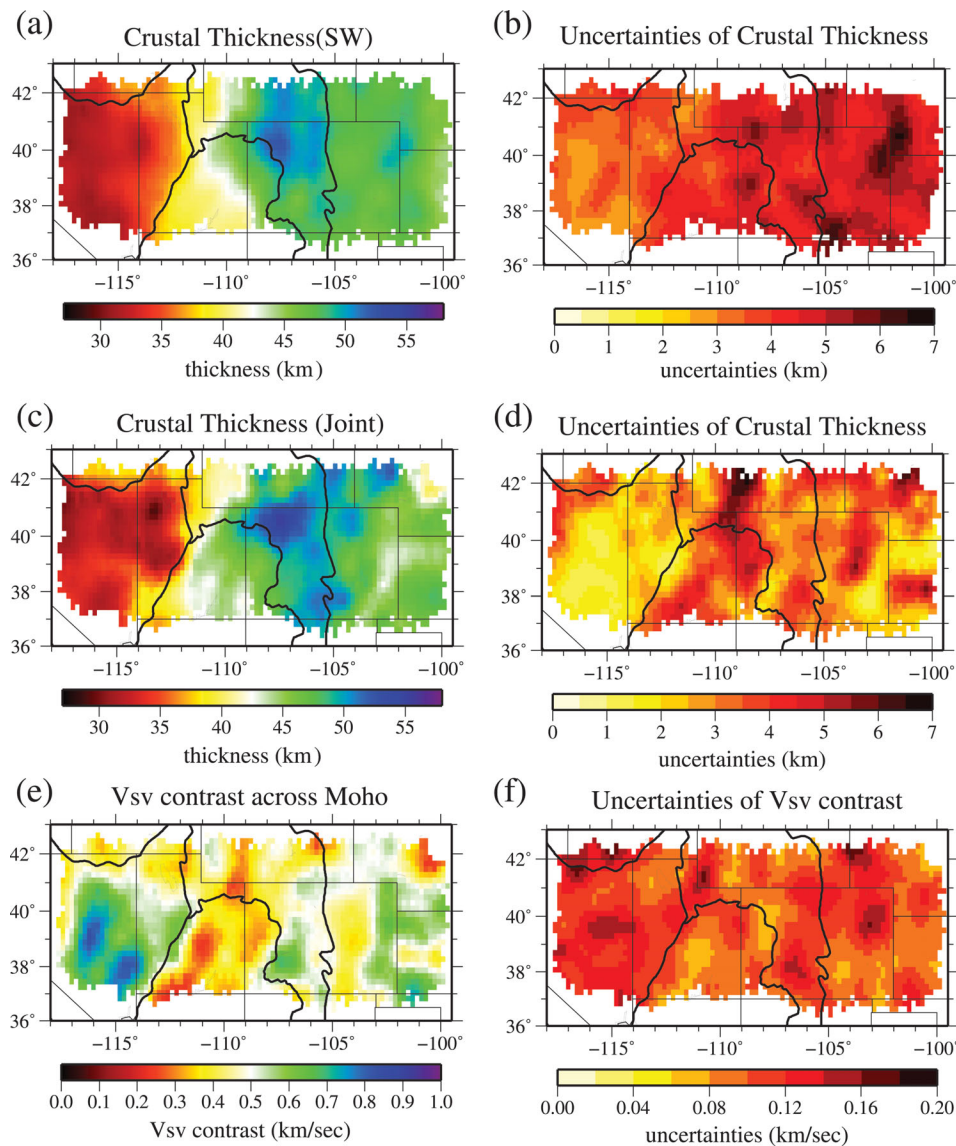 (a)
Crustal Thickness(SW)
42°
40°
38°
36°
−115° −110° −105° −100°
30 35 40 45 50 55
thickness (km)
(b)
Uncertainties of Crustal Thickness
42°
40°
38°
36°
−115° −110° −105° −100°
0 1 2 3 4 5 6 7
uncertainties (km)
(c)
Crustal Thickness (Joint)
42°
40°
38°
36°
−115° −110° −105° −100°
30 35 40 45 50 55
thickness (km)
(d)
Uncertainties of Crustal Thickness
42°
40°
38°
36°
−115° −110° −105° −100°
0 1 2 3 4 5 6 7
uncertainties (km)
(e)
Vsv contrast across Moho
42°
40°
38°
36°
−115° −110° −105° −100°
0.0 0.1 0.2 0.3 0.4 0.5 0.6 0.7 0.8 0.9 1.0
Vsv contrast (km/sec)
(f)
Uncertainties of Vsv contrast
42°
40°
38°
36°
−115° −110° −105° −100°
0.00 0.04 0.08 0.12 0.16 0.20
uncertainties (km/sec)